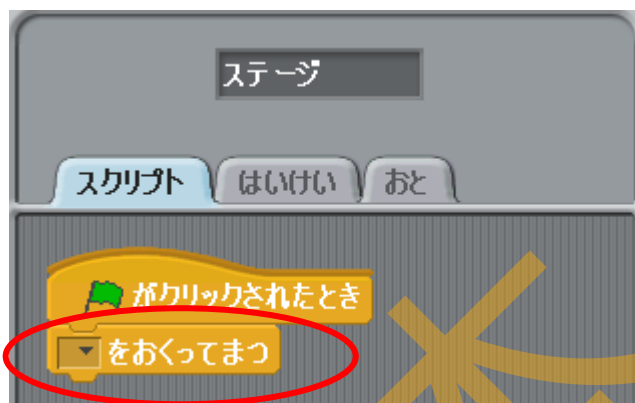 ステージ
スクリプト はいけい おと
がクリックされたとき
をおくってまつ